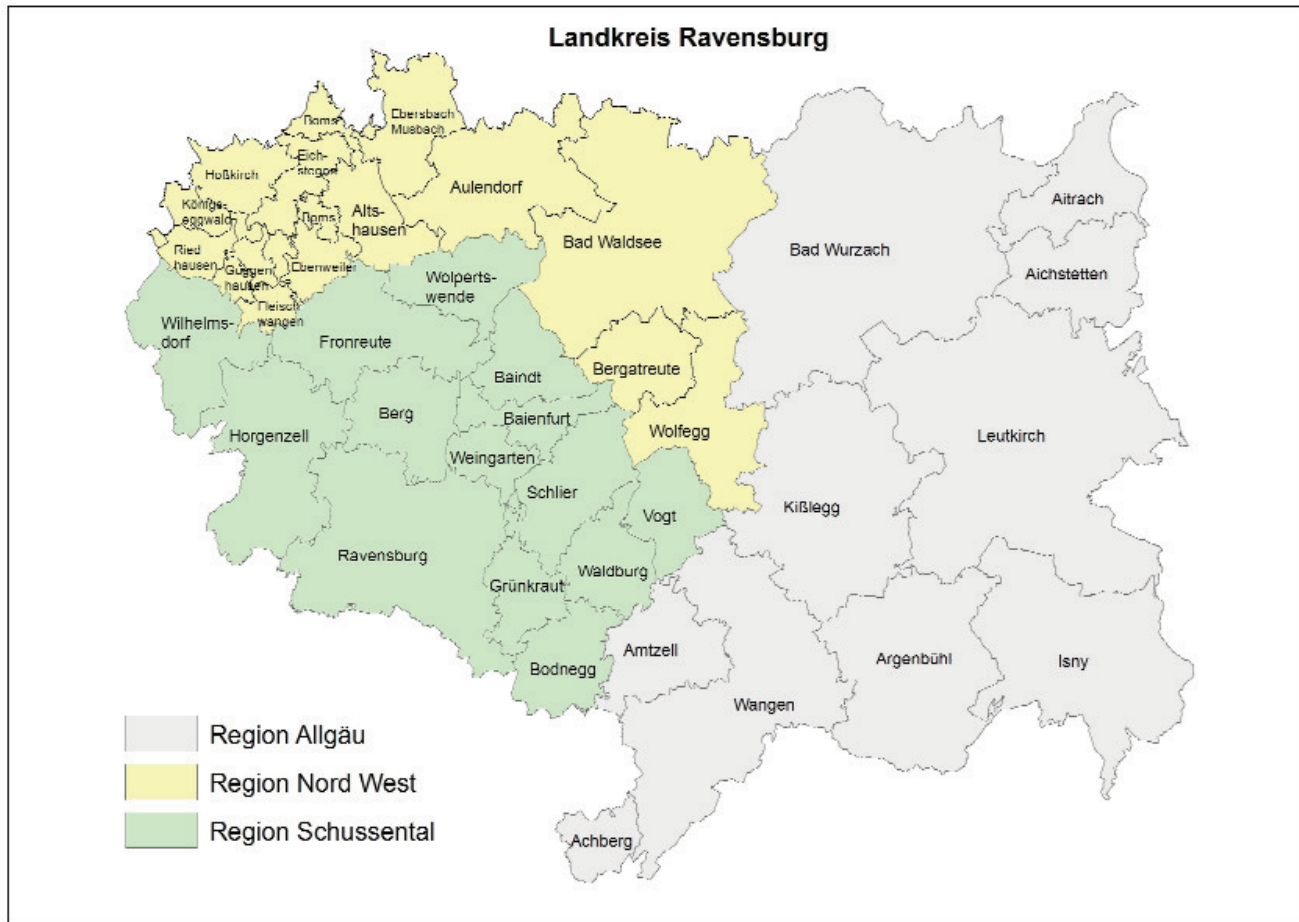 Landkreis Ravensburg
Boms
Ebersbach
Musbach
Eich-
stegen
Hoßkirch
Aulendorf
Aitrach
Königs-
eggwald
Boms
Alts-
hausen
Bad Waldsee
Bad Wurzach
Ried
hausen
Guggen
hausen
Ebenweiler
Aichstetten
Wolperts-
wende
Fleisch
wangen
Wilhelms-
dorf
Fronreute
Bergatreute
Baindt
Berg
Baienfurt
Horgenzell
Wolfegg
Leutkirch
Weingarten
Schlier
Kißlegg
Vogt
Ravensburg
Waldburg
Grünkraut
Amtzell
Argenbühl
Isny
Bodnegg
Wangen
Region Allgäu
Region Nord West
Region Schussental
Achberg